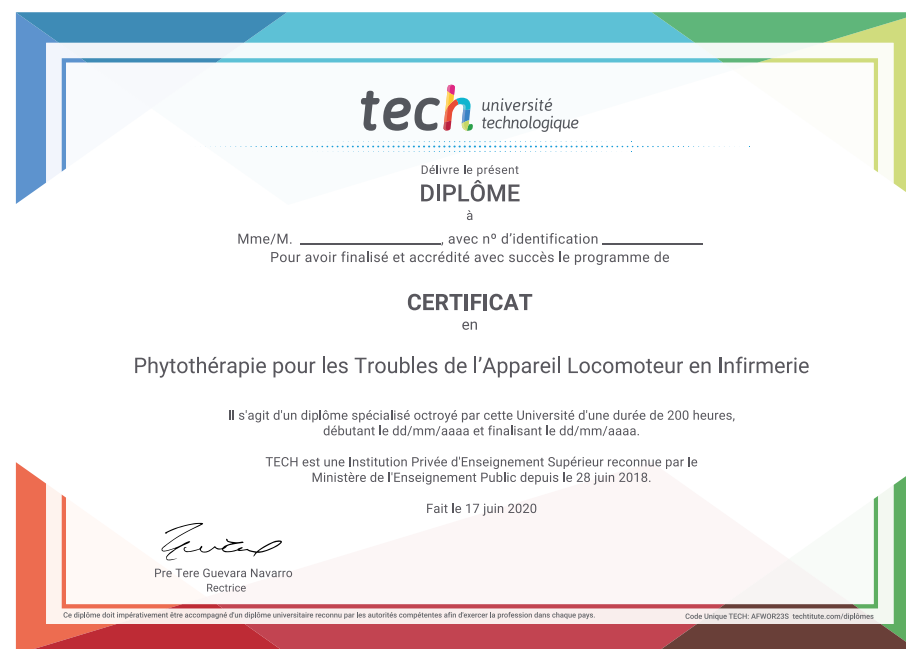 tech université
technologique
Délivre le présent
DIPLÔME
à
Mme/M. ____________________, avec nº d'identification ______________
Pour avoir finalisé et accrédité avec succès le programme de
CERTIFICAT
en
Phytothérapie pour les Troubles de l'Appareil Locomoteur en Infirmerie
Il s'agit d'un diplôme spécialisé octroyé par cette Université d'une durée de 200 heures,
débutant le dd/mm/aaaa et finalisant le dd/mm/aaaa.
TECH est une Institution Privée d'Enseignement Supérieur reconnue par le
Ministère de l'Enseignement Public depuis le 28 juin 2018.
Fait le 17 juin 2020
Pre Tere Guevara Navarro
Rectrice
Ce diplôme doit impérativement être accompagné d'un diplôme universitaire reconnu par les autorités compétentes afin d'exercer la profession dans chaque pays.
Code Unique TECH: AFWOR23S techtitute.com/diplômes